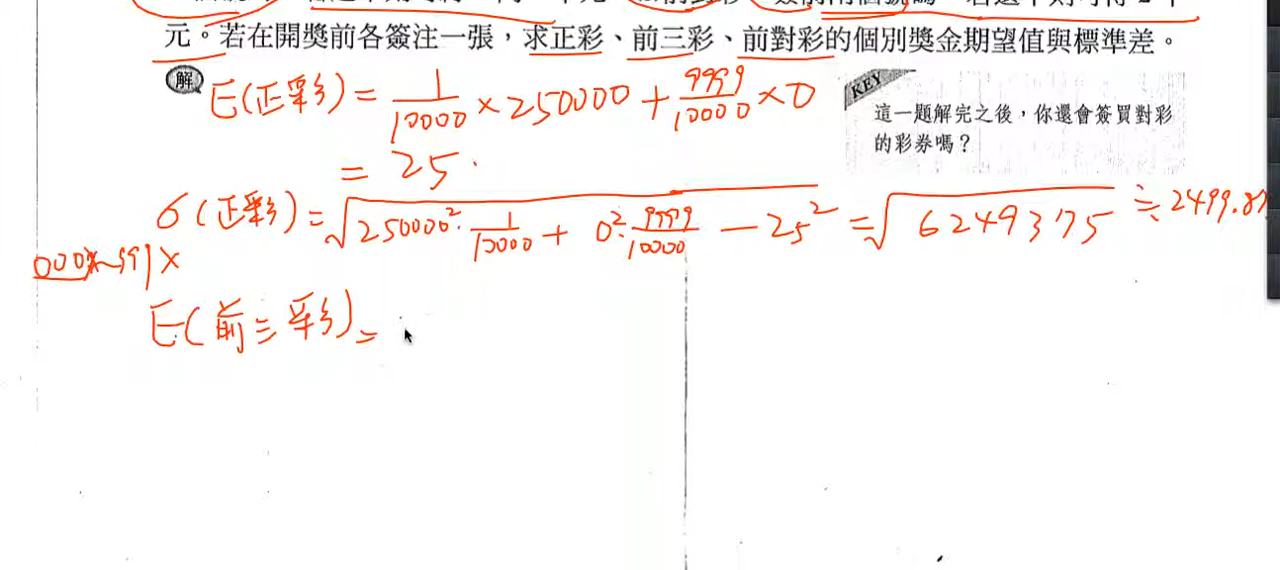 元。若在開獎前各簽注一張，求正彩、前三彩、前對彩的個別獎金期望值與標準差。
解 E(正彩) = 1/10000 × 250000 + 9999/10000 × 0
KEY
這一題解完之後，你還會簽買對彩
的彩券嗎？
= 25.
σ(正彩) = √(250000²·1/10000 + 0²·9999/10000 − 25²) = √6249375 ≒ 2499.87
E(前三彩) =